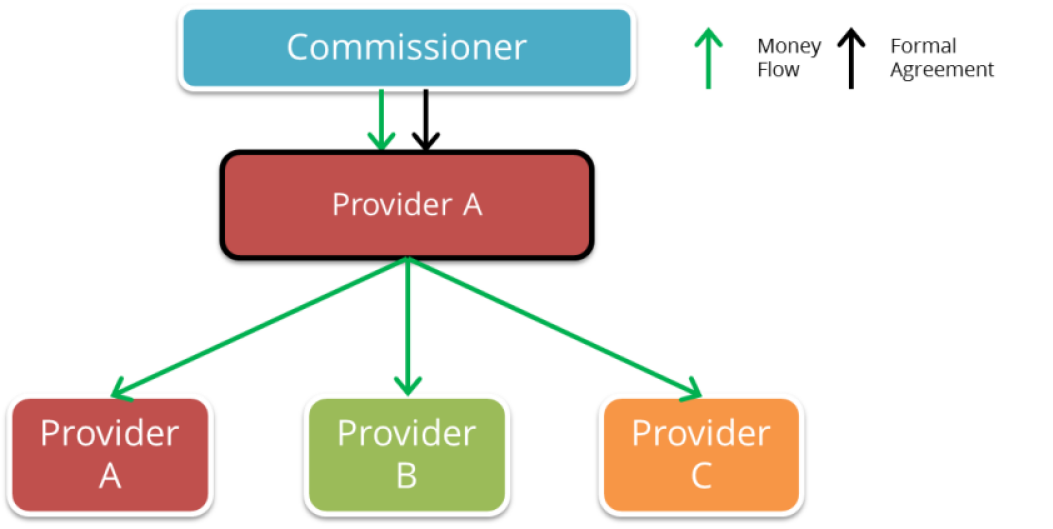 Commissioner
Money
Flow
Formal
Agreement
Provider A
Provider
A
Provider
B
Provider
C